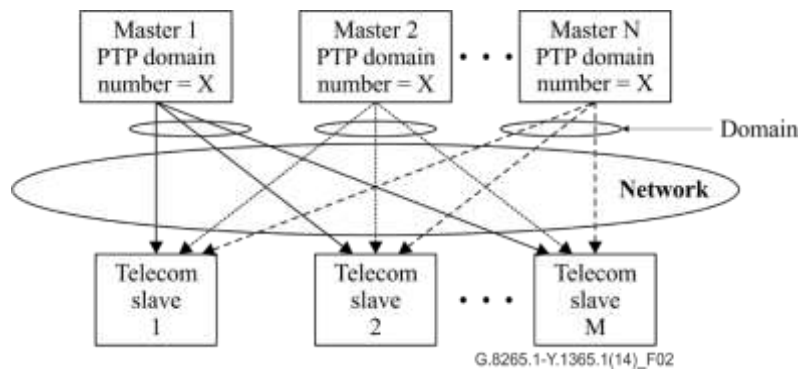 Master 1
PTP domain
number = X
Master 2
PTP domain
number = X
• • •
Master N
PTP domain
number = X
Domain
Network
Telecom
slave
1
Telecom
slave
2
• • •
Telecom
slave
M
G.8265.1-Y.1365.1(14)_F02